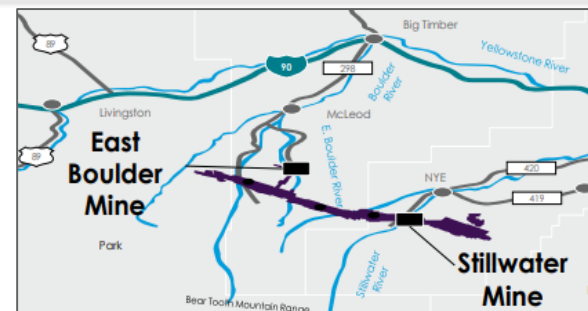 Big Timber
89
Yellowstone River
90
298
Boulder
River
Livingston
McLeod
East
Boulder
Mine
E. Boulder River
89
NYE
420
419
Park
Stillwater
River
Stillwater
Mine
Bear Tooth Mountain Range